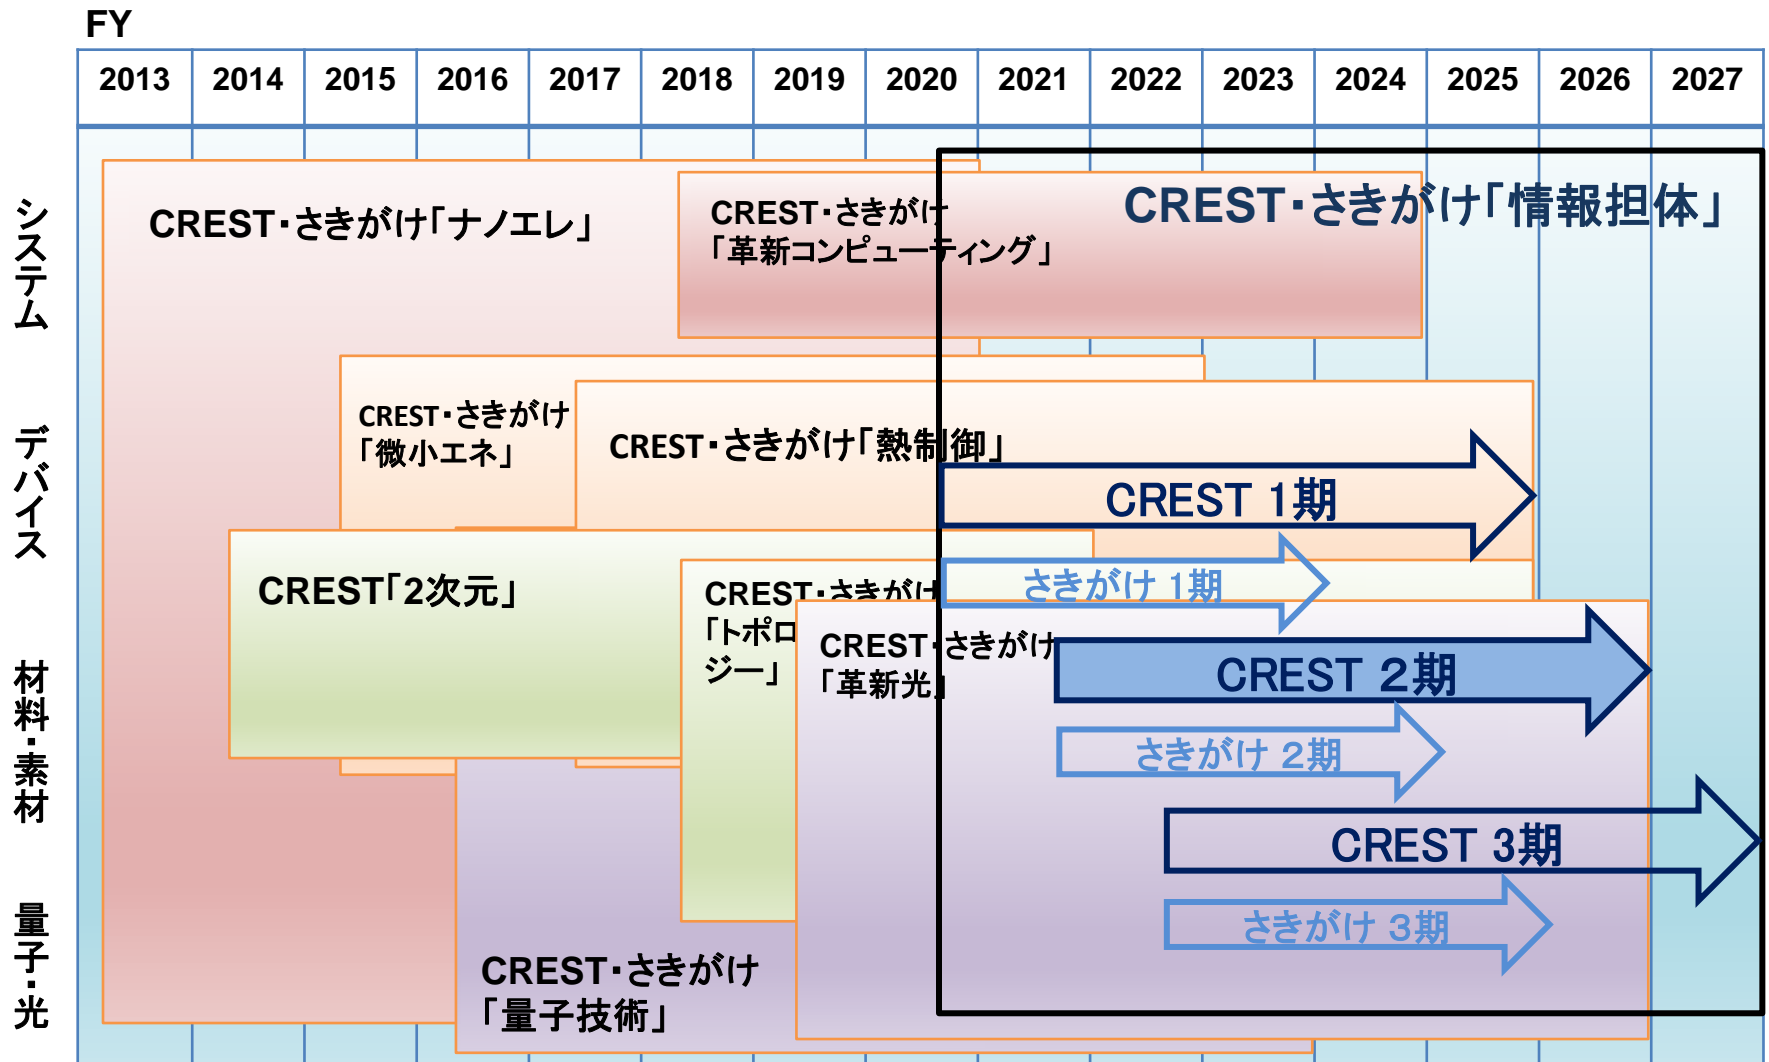 FY
2013 2014 2015 2016 2017 2018 2019 2020 2021 2022 2023 2024 2025 2026 2027
システム
デバイス
材料・素材
量子・光
CREST・さきがけ「ナノエレ」
CREST・さきがけ
「革新コンピューティング」
CREST・さきがけ「情報担体」
CREST・さきがけ
「微小エネ」
CREST・さきがけ「熱制御」
CREST 1期
CREST「2次元」
CREST・さきがけ
「トポロ
ジー」
さきがけ 1期
CREST・さきがけ
「革新光」
CREST ２期
さきがけ ２期
CREST 3期
さきがけ ３期
CREST・さきがけ
「量子技術」